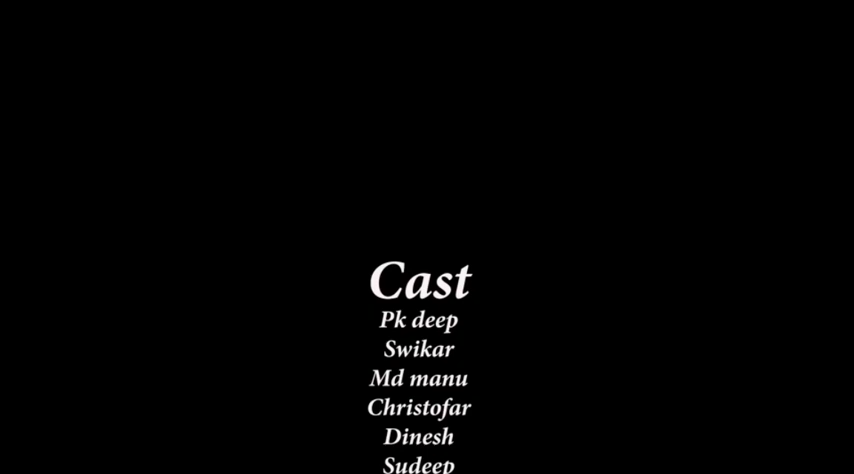 Cast
Pk deep
Swikar
Md manu
Christofar
Dinesh
Sudeep